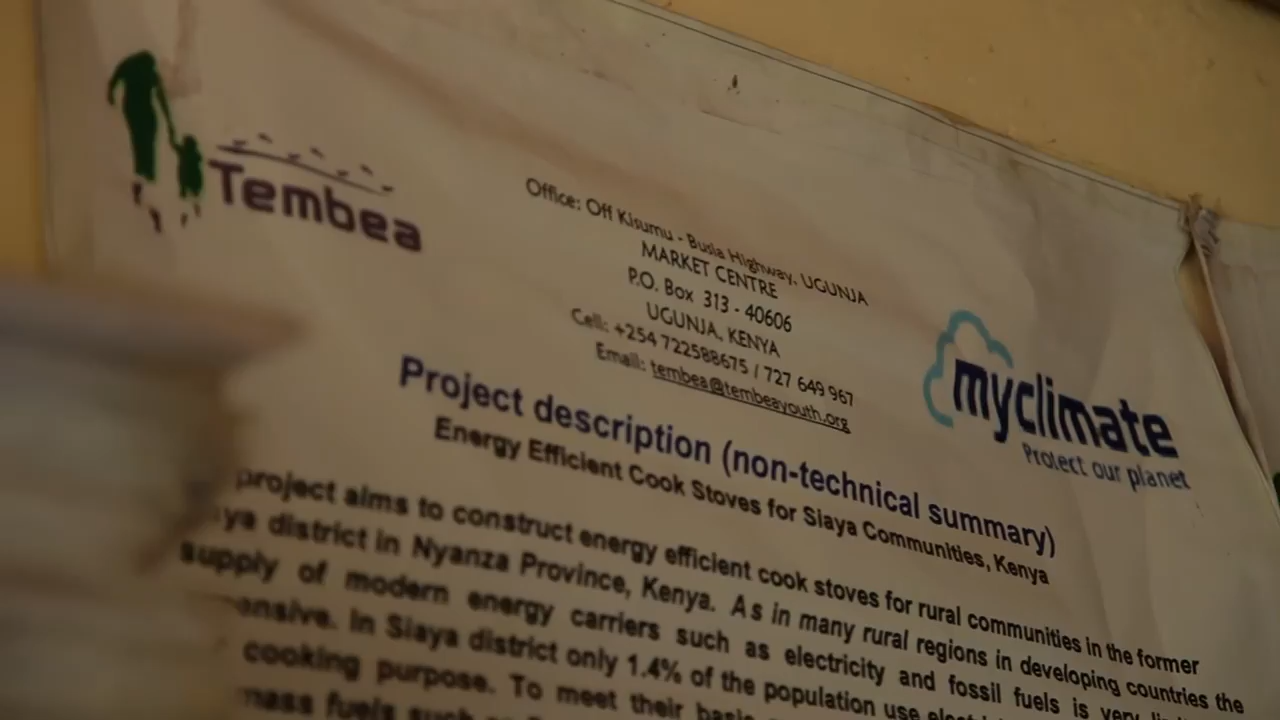 Tembea
Office: Off Kisumu - Busia Highway, UGUNJA
MARKET CENTRE
P.O. Box 313 - 40606
UGUNJA, KENYA
Cell: +254 722588675 / 727 649 967
Email: tembea@tembeayouth.org
myclimate
Protect our planet
Project description (non-technical summary)
Energy Efficient Cook Stoves for Siaya Communities, Kenya
project aims to construct energy efficient cook stoves for rural communities in the former
district in Nyanza Province, Kenya. As in many rural regions in developing countries the
supply of modern energy carriers such as electricity and fossil fuels is very
In Siaya district only 1.4% of the population use
cooking purpose. To meet their basic
fuels such